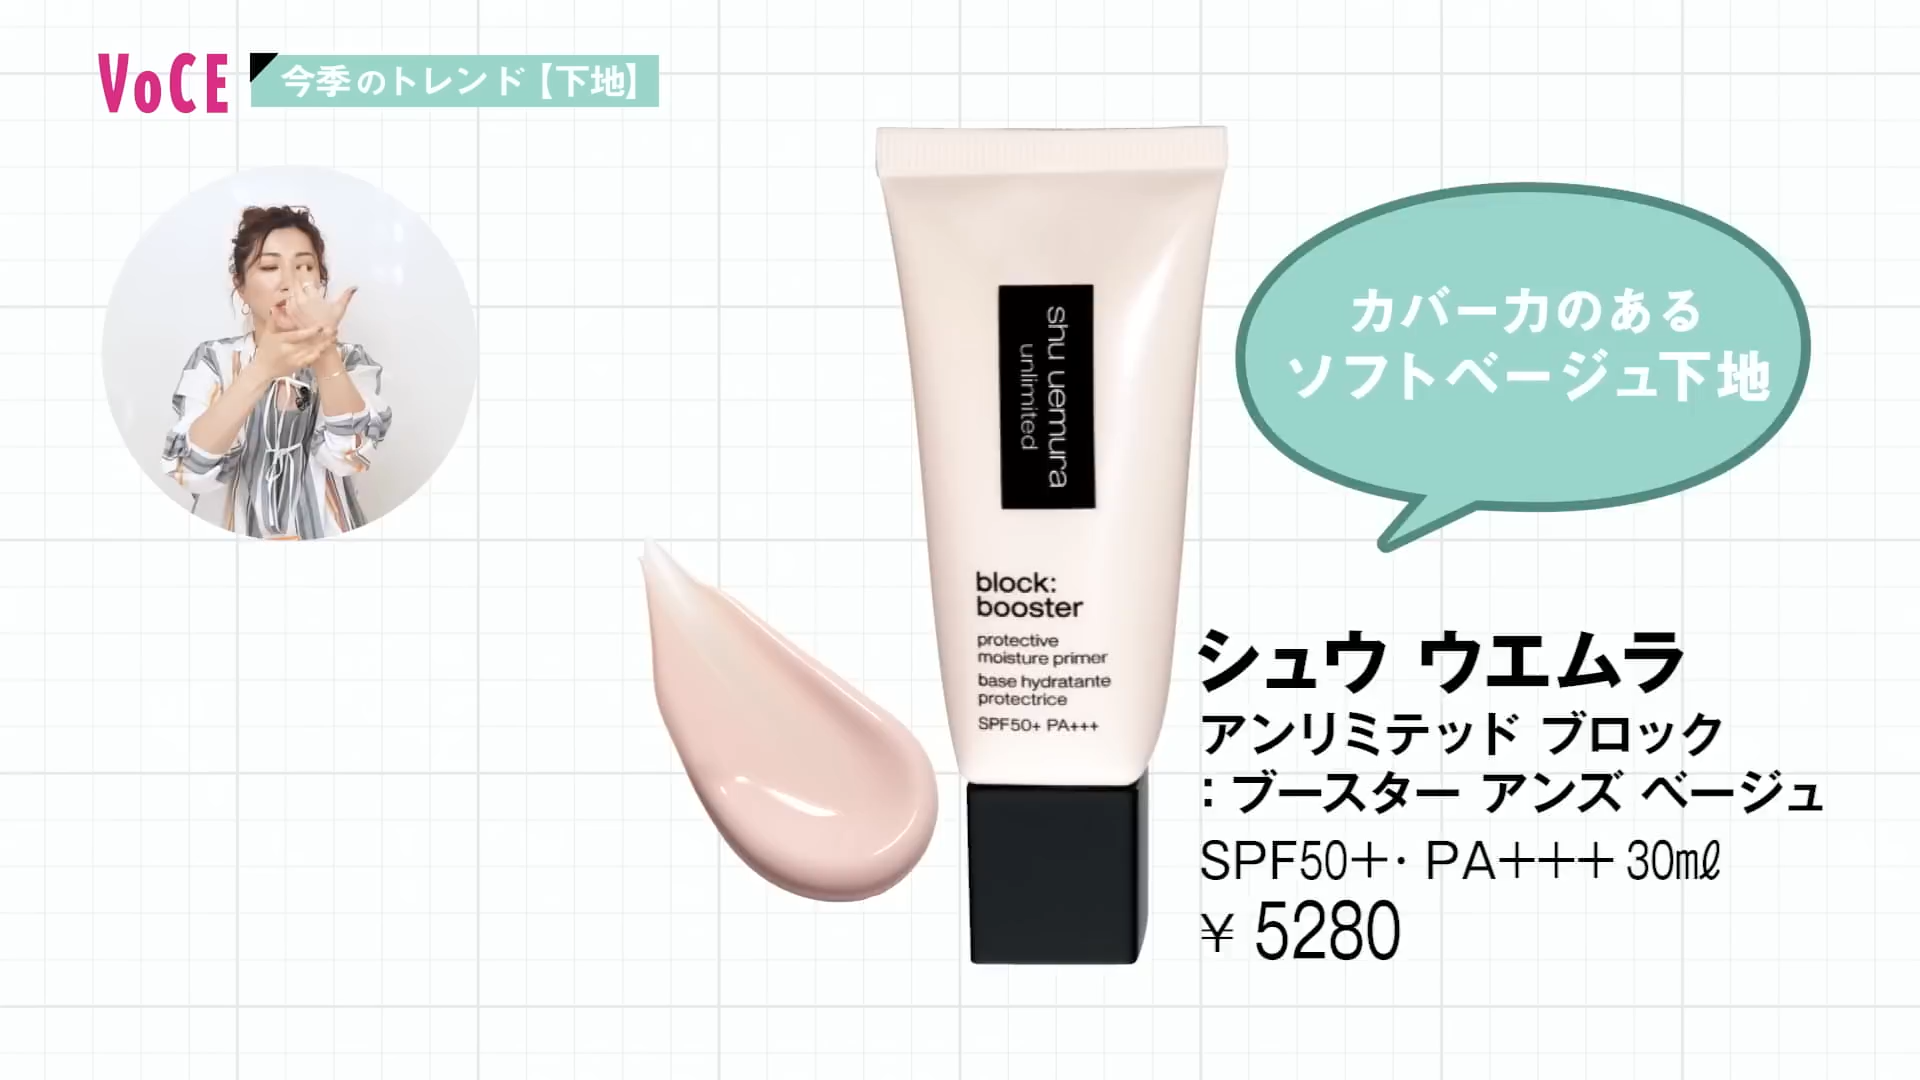 VoCE
今季のトレンド【下地】
カバー力のある
ソフトベージュ下地
shu uemura
unlimited
block:
booster
protective
moisture primer
base hydratante
protectrice
SPF50+ PA+++
シュウ ウエムラ
アンリミテッド ブロック
：ブースター アンズ ベージュ
SPF50+・PA+++ 30㎖
¥ 5280